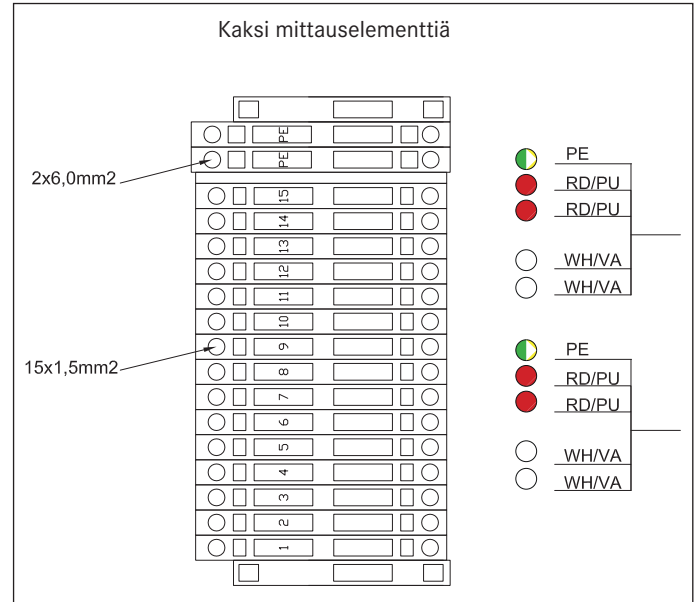 Kaksi mittauselementtiä
PE
PE
2x6,0mm2
15
14
13
12
11
10
9
15x1,5mm2
8
7
6
5
4
3
2
1
PE
RD/PU
RD/PU
WH/VA
WH/VA
PE
RD/PU
RD/PU
WH/VA
WH/VA